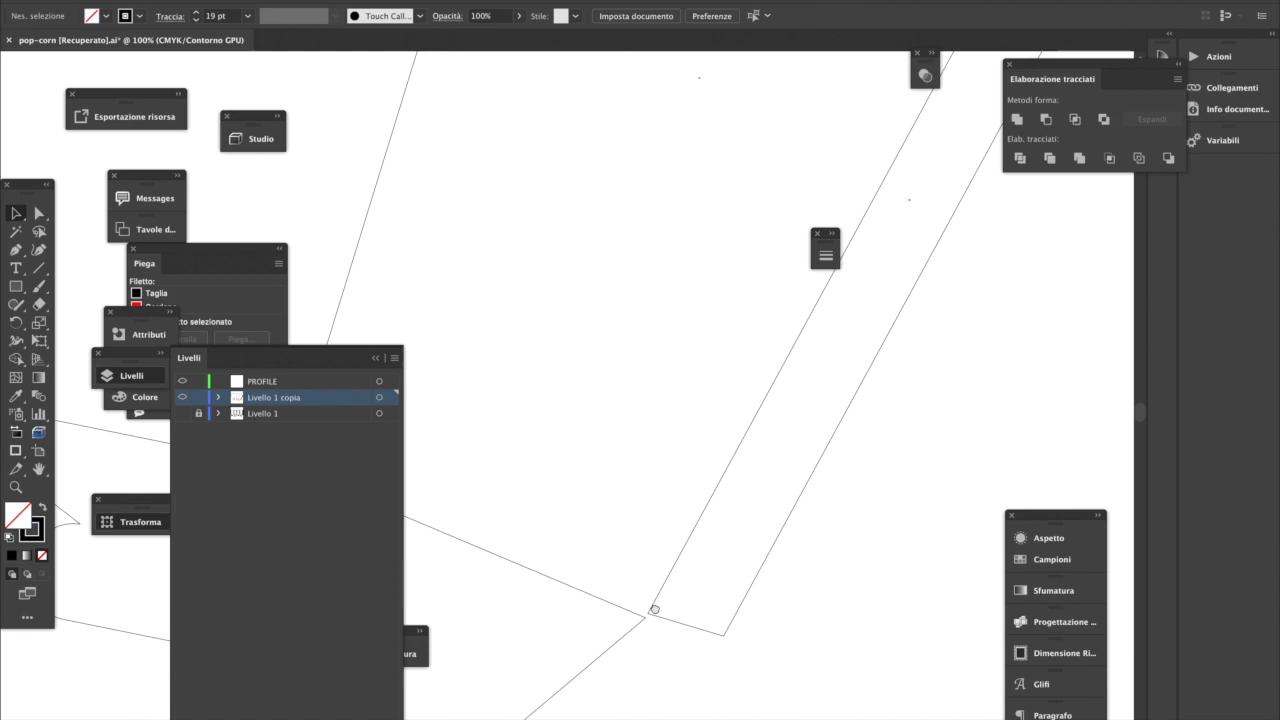 Nes. selezione
Traccia:
19 pt
Touch Call...
Opacità:
100%
Stile:
Imposta documento
Preferenze
pop-corn [Recuperato].ai* @ 100% (CMYK/Contorno GPU)
Esportazione risorsa
Studio
Messages
Tavole d...
Piega
Filetto:
Taglia
Attributi
Livelli
Colore
Trasforma
Livelli
PROFILE
Livello 1 copia
Livello 1
Elaborazione tracciati
Metodi forma:
Espandi
Elab. tracciati:
Azioni
Collegamenti
Info document...
Variabili
Aspetto
Campioni
Sfumatura
Progettazione ...
Dimensione Ri...
Glifi
Paragrafo